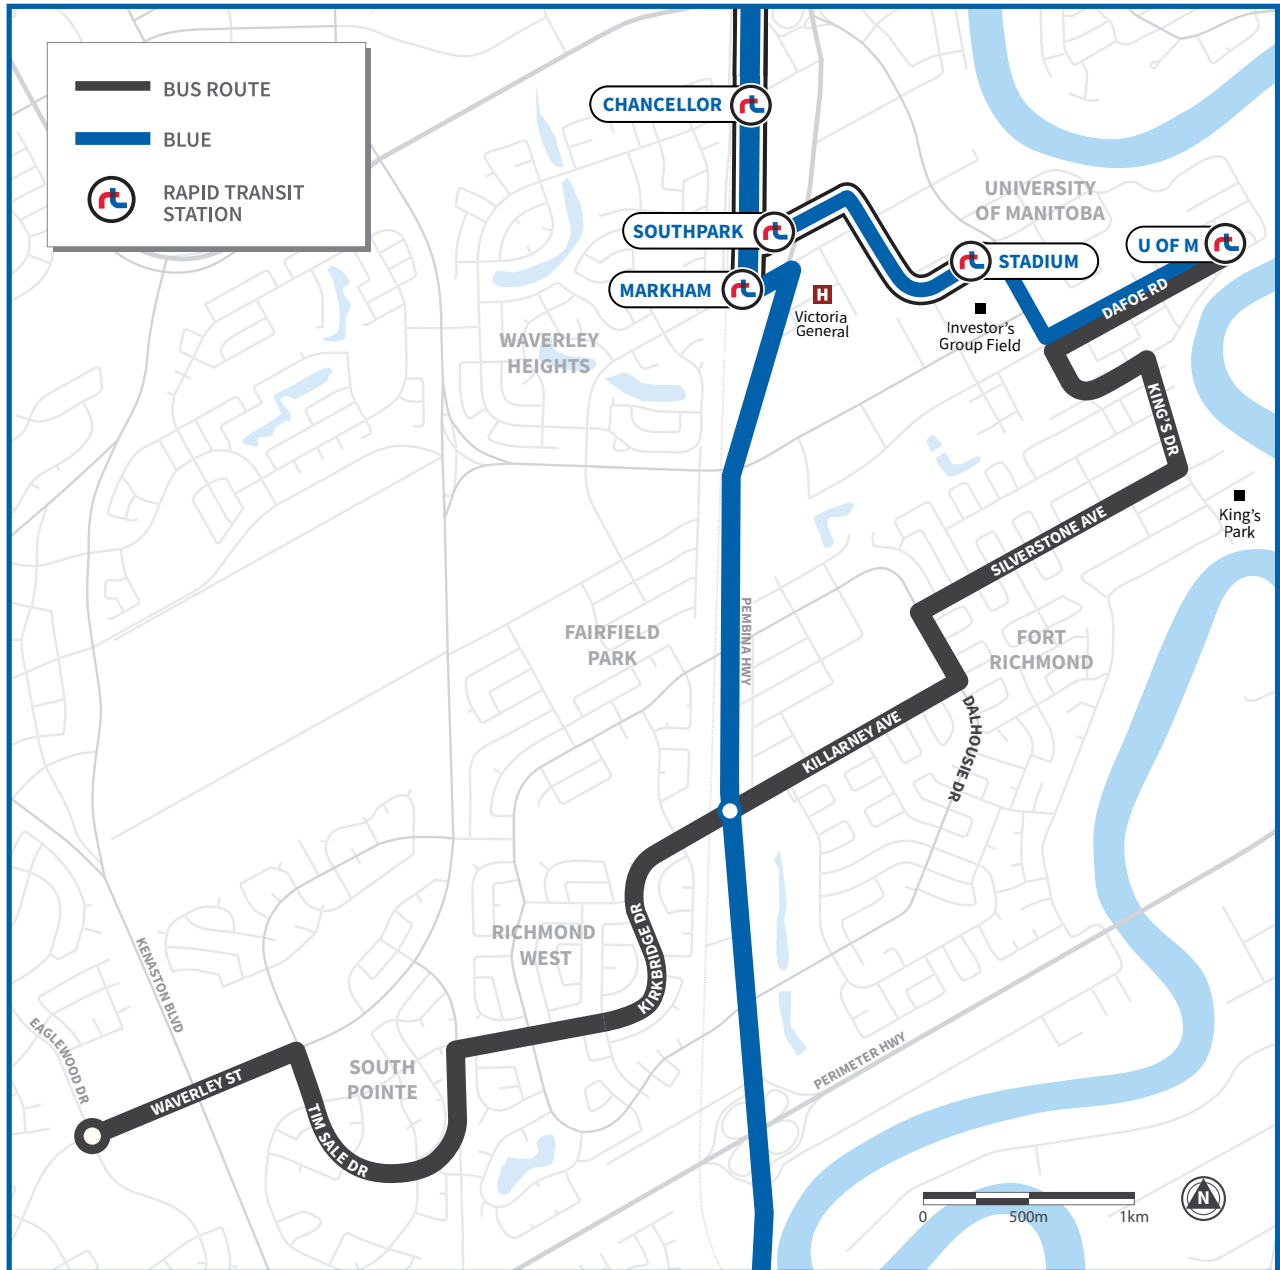 BUS ROUTE
BLUE
RAPID TRANSIT
STATION
CHANCELLOR
SOUTHPARK
MARKHAM
STADIUM
U OF M
UNIVERSITY
OF MANITOBA
H
Victoria
General
Investor's
Group Field
DAFOE RD
KING'S DR
King's
Park
WAVERLEY
HEIGHTS
SILVERSTONE AVE
FAIRFIELD
PARK
PEMBINA HWY
FORT
RICHMOND
KILLARNEY AVE
DALHOUSIE DR
RICHMOND
WEST
KIRKBRIDGE DR
KENASTON BLVD
EAGLEWOOD DR
WAVERLEY ST
TIM SALE DR
SOUTH
POINTE
PERIMETER HWY
0
500m
1km
N